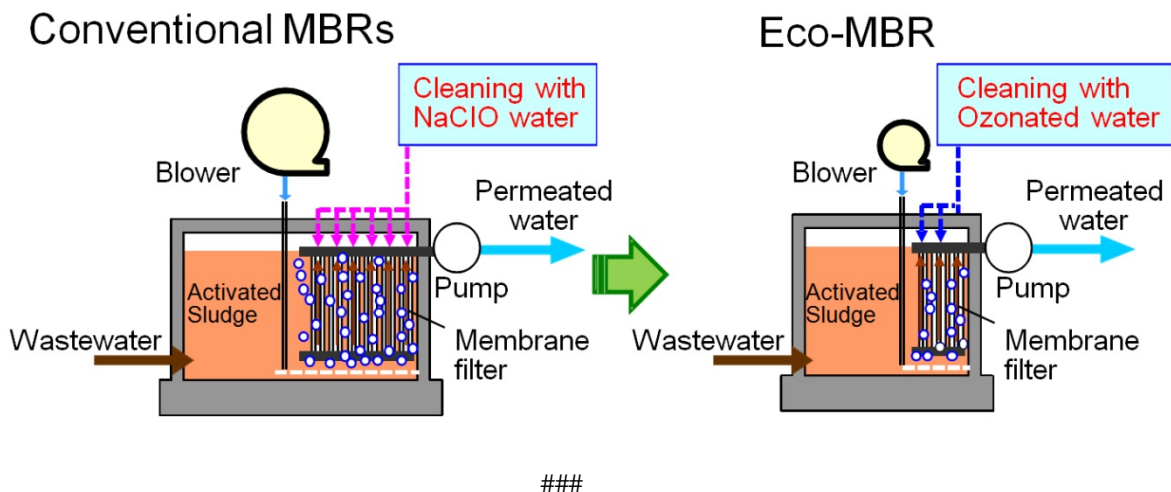 Conventional MBRs
Cleaning with
NaClO water
Blower
Permeated
water
Activated
Sludge
Pump
Wastewater
Membrane
filter
Eco-MBR
Cleaning with
Ozonated water
Blower
Permeated
water
Activated
Sludge
Pump
Wastewater
Membrane
filter
###